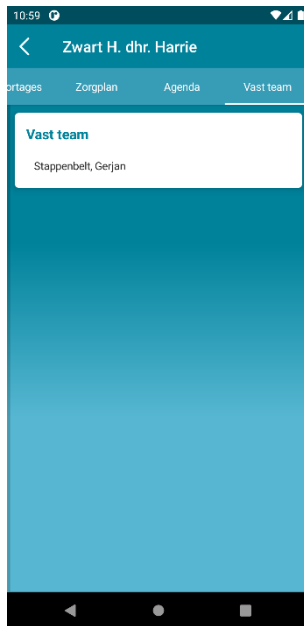 10:59
Zwart H. dhr. Harrie
ortages Zorgplan Agenda Vast team
Vast team
Stappenbelt, Gerjan